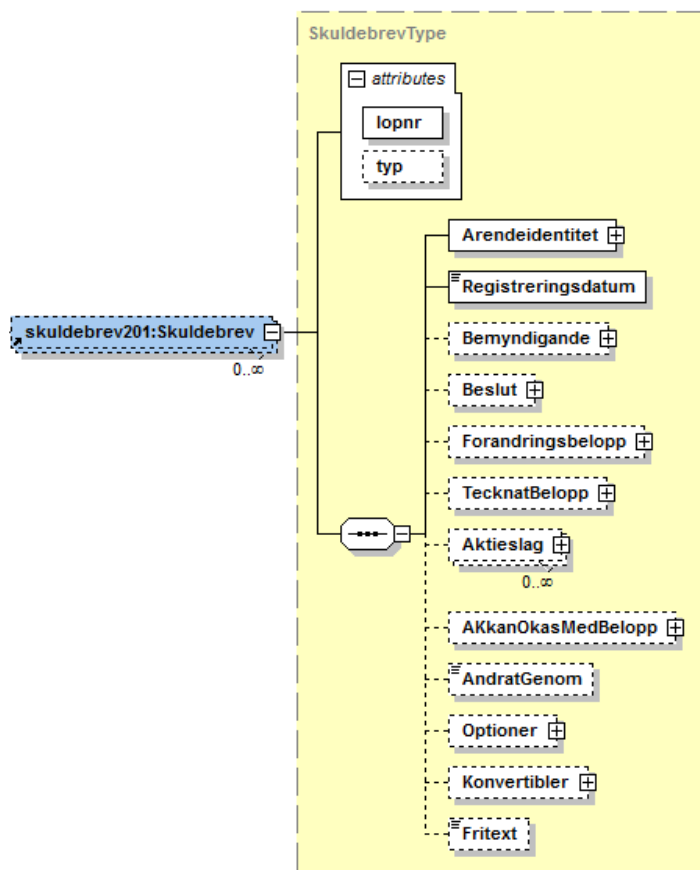 SkuldebrevType
attributes
lopnr
typ
skuldebrev201:Skuldebrev
0..∞
Arendeidentitet
Registreringsdatum
Bemyndigande
Beslut
Forandringsbelopp
TecknatBelopp
Aktieslag
0..∞
AKkanOkasMedBelopp
AndratGenom
Optioner
Konvertibler
Fritext